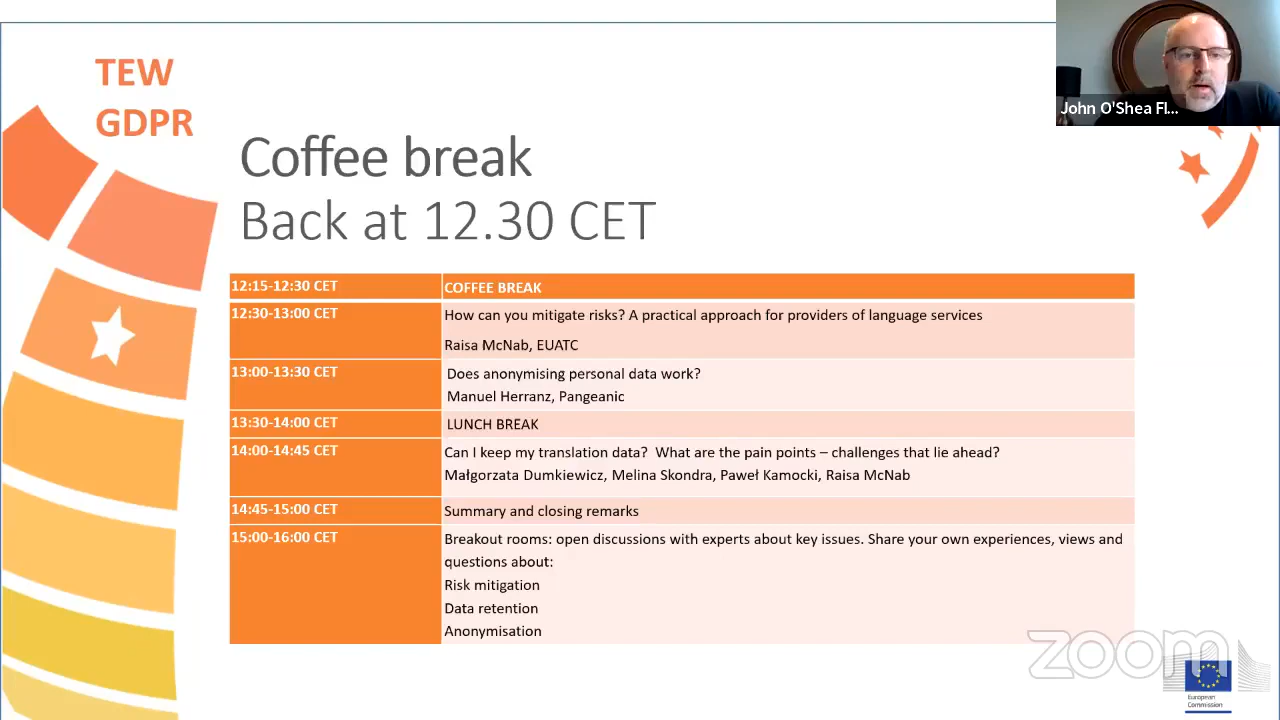 TEW
GDPR
John O'Shea Fl...
Coffee break
Back at 12.30 CET
12:15-12:30 CET
COFFEE BREAK
12:30-13:00 CET
How can you mitigate risks? A practical approach for providers of language services
Raisa McNab, EUATC
13:00-13:30 CET
Does anonymising personal data work?
Manuel Herranz, Pangeanic
13:30-14:00 CET
LUNCH BREAK
14:00-14:45 CET
Can I keep my translation data?  What are the pain points – challenges that lie ahead?
Małgorzata Dumkiewicz, Melina Skondra, Paweł Kamocki, Raisa McNab
14:45-15:00 CET
Summary and closing remarks
15:00-16:00 CET
Breakout rooms: open discussions with experts about key issues. Share your own experiences, views and
questions about:
Risk mitigation
Data retention
Anonymisation
zoom
European
Commission